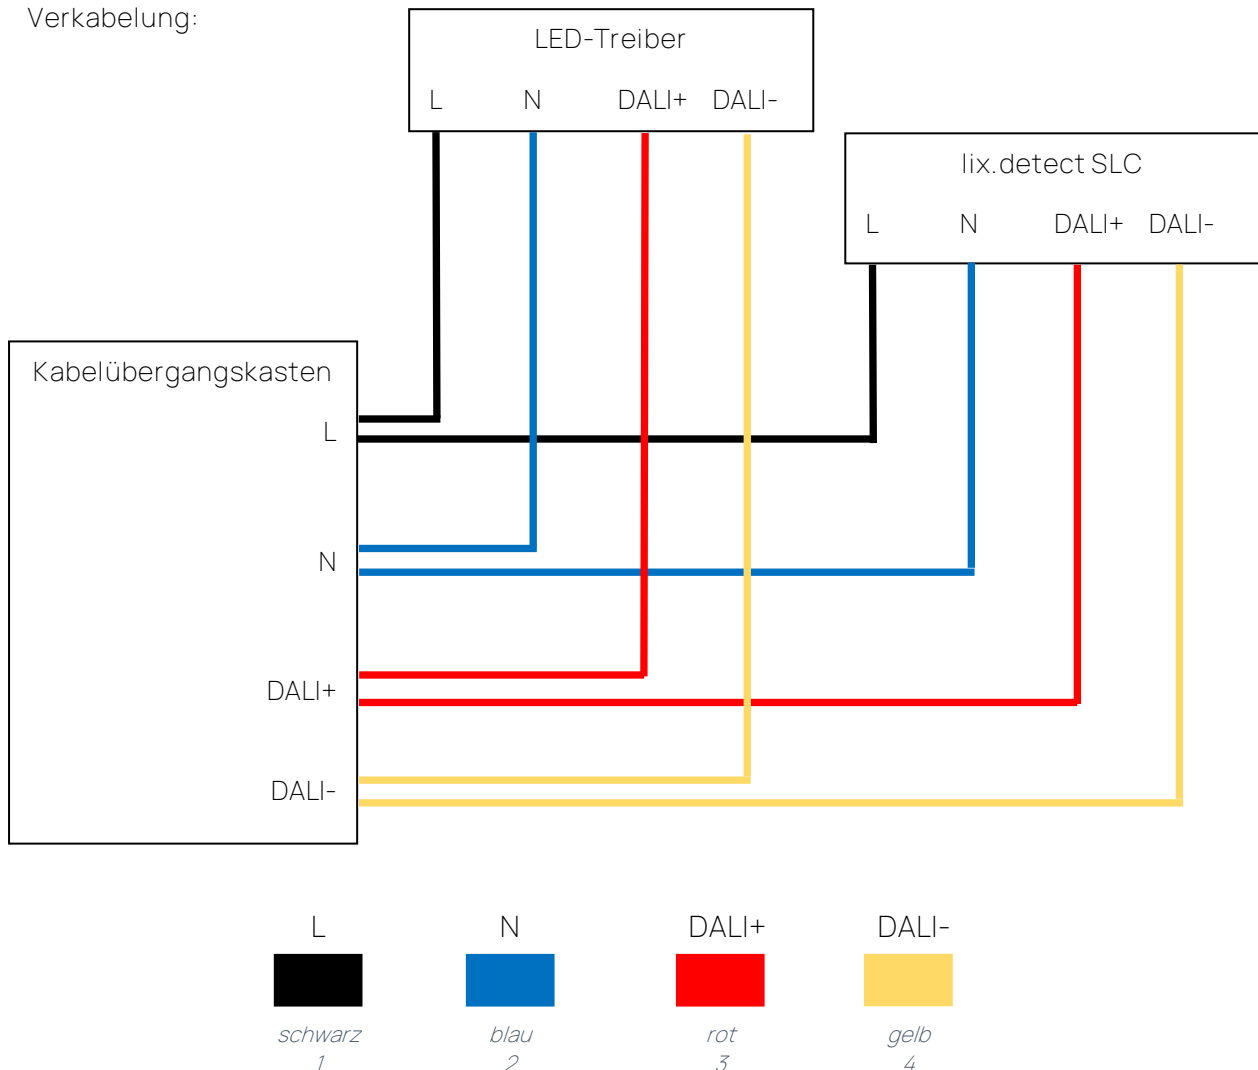 Verkabelung:
LED-Treiber
L N DALI+ DALI-
lix.detect SLC
L N DALI+ DALI-
Kabelübergangskasten
L
N
DALI+
DALI-
L N DALI+ DALI-
schwarz blau rot gelb
1 2 3 4